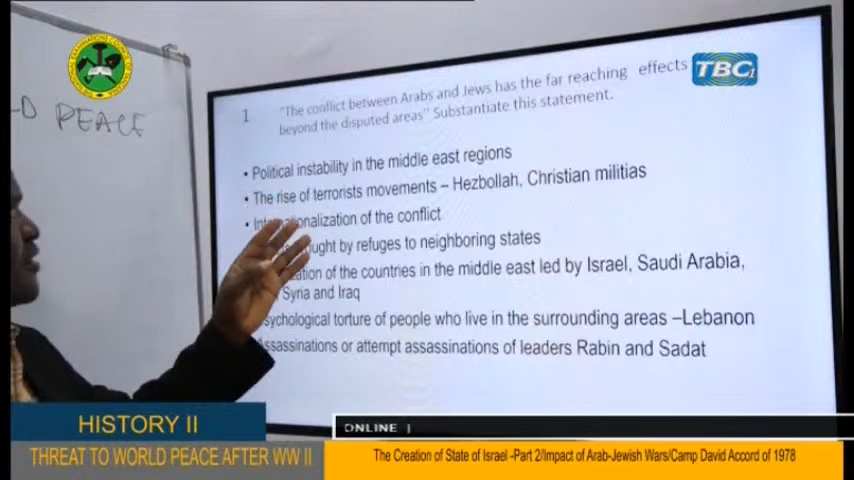 PEACE
TBC1
1 "The conflict between Arabs and Jews has the far reaching effects
beyond the disputed areas" Substantiate this statement.
• Political instability in the middle east regions
• The rise of terrorists movements – Hezbollah, Christian militias
• Internationalization of the conflict
by refuges to neighboring states
of the countries in the middle east led by Israel, Saudi Arabia,
Syria and Iraq
sychological torture of people who live in the surrounding areas –Lebanon
Assassinations or attempt assassinations of leaders Rabin and Sadat
HISTORY II
THREAT TO WORLD PEACE AFTER WW II
ONLINE
The Creation of State of Israel -Part 2/Impact of Arab-Jewish Wars/Camp David Accord of 1978